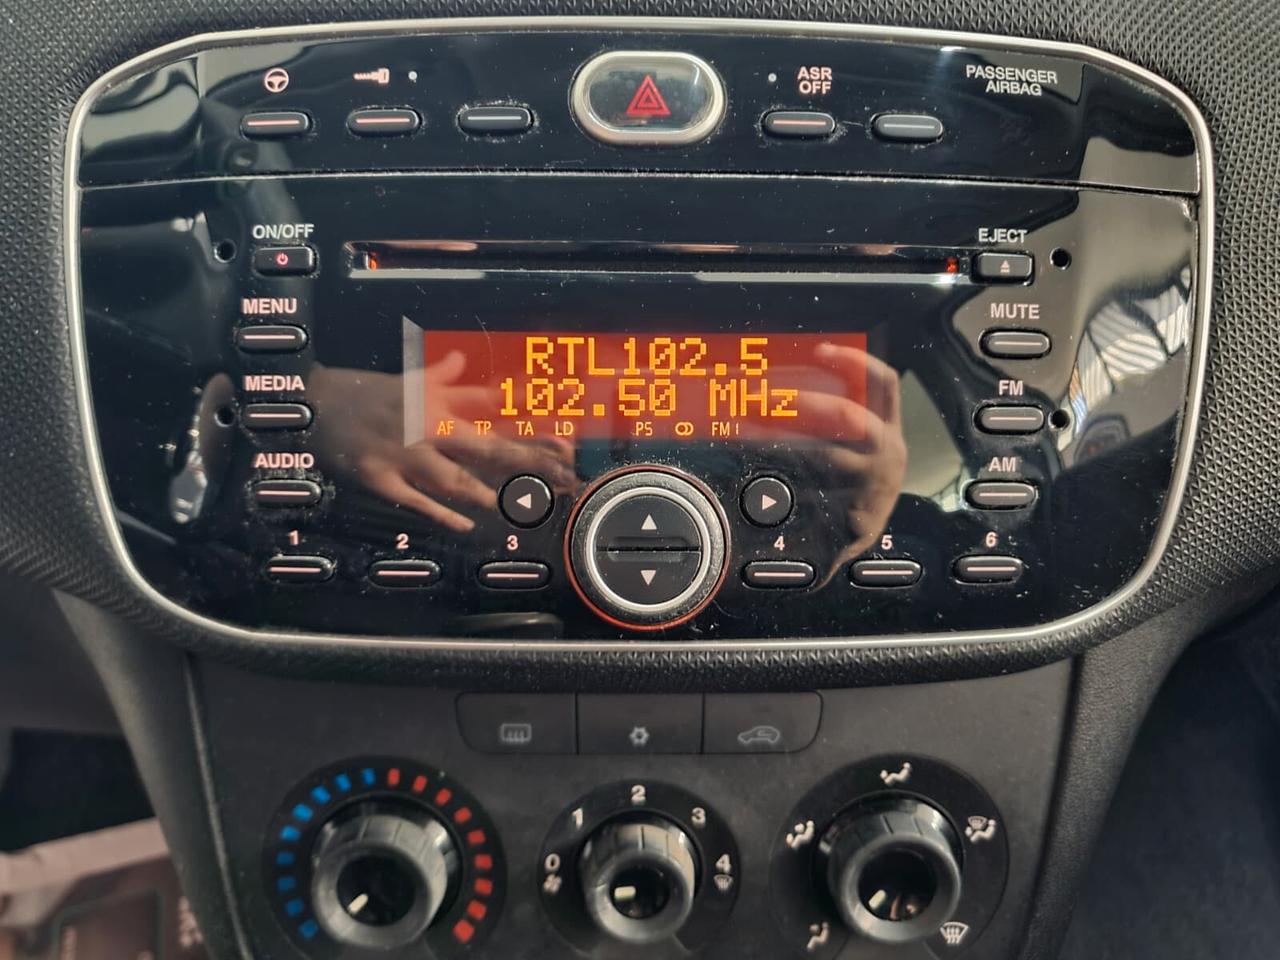 ASR
OFF
PASSENGER
AIRBAG
ON/OFF
EJECT
MENU
MUTE
RTL102.5
102.50 MHz
MEDIA
FM
AF TP TA LD PS FM1
AUDIO
AM
1 2 3 4 5 6
0 1 2 3 4